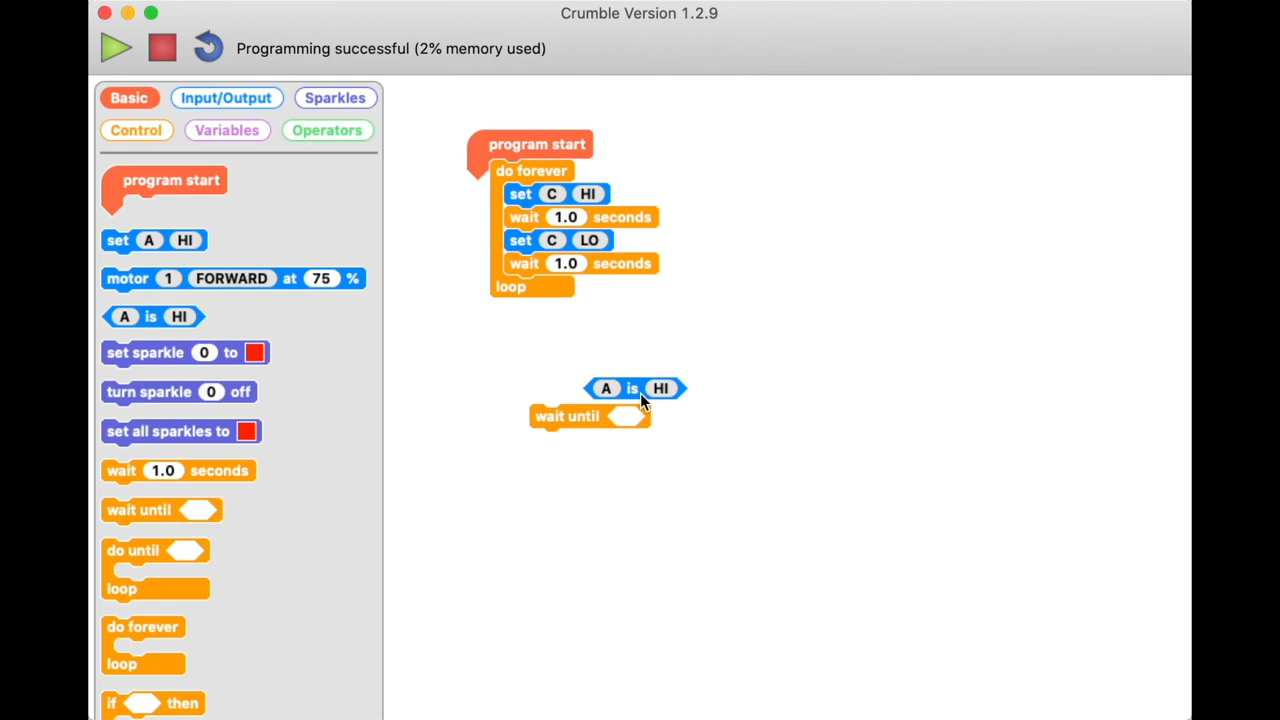 Crumble Version 1.2.9
Programming successful (2% memory used)
Basic Input/Output Sparkles
Control Variables Operators
program start
set A HI
motor 1 FORWARD at 75 %
A is HI
set sparkle 0 to
turn sparkle 0 off
set all sparkles to
wait 1.0 seconds
wait until
do until
loop
do forever
loop
if then
program start
do forever
set C HI
wait 1.0 seconds
set C LO
wait 1.0 seconds
loop
A is HI
wait until